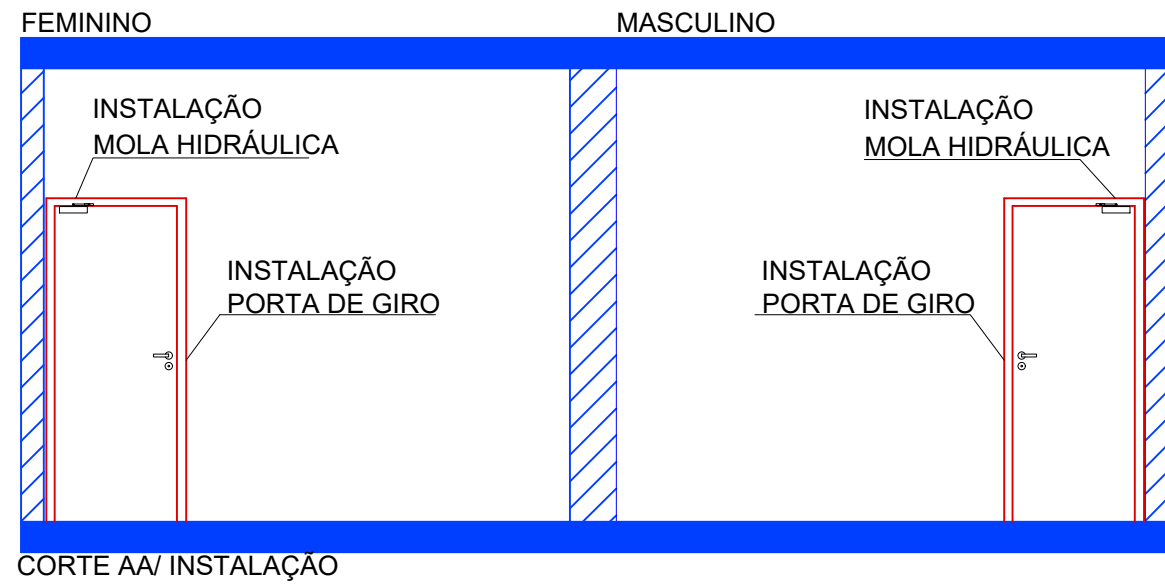 FEMININO
MASCULINO
INSTALAÇÃO
MOLA HIDRÁULICA
INSTALAÇÃO
MOLA HIDRÁULICA
INSTALAÇÃO
PORTA DE GIRO
INSTALAÇÃO
PORTA DE GIRO
CORTE AA/ INSTALAÇÃO